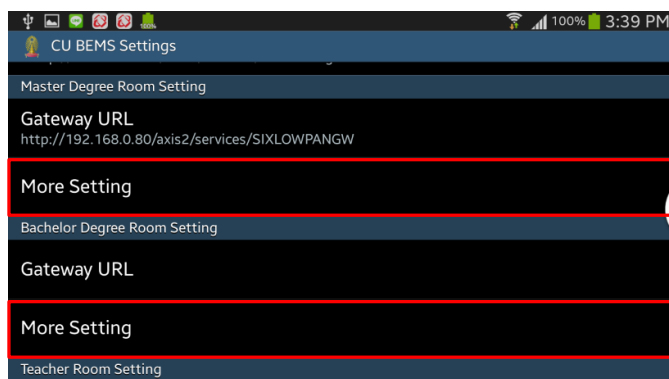 100% 100% 3:39 PM
CU BEMS Settings
Master Degree Room Setting
Gateway URL
http://192.168.0.80/axis2/services/SIXLOWPANGW
More Setting
Bachelor Degree Room Setting
Gateway URL
More Setting
Teacher Room Setting